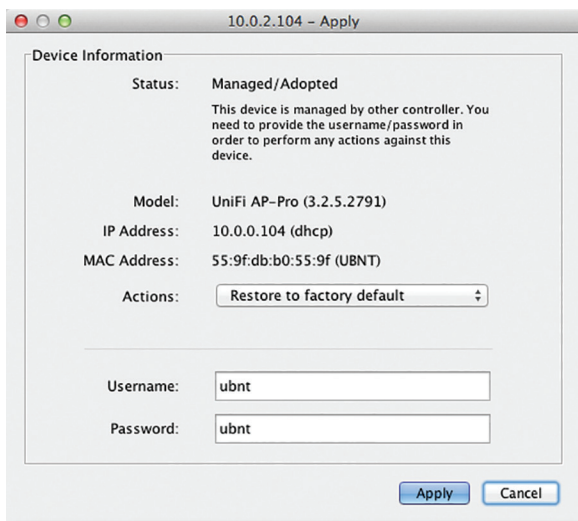 10.0.2.104 – Apply
Device Information
Status: Managed/Adopted
This device is managed by other controller. You
need to provide the username/password in
order to perform any actions against this
device.
Model: UniFi AP-Pro (3.2.5.2791)
IP Address: 10.0.0.104 (dhcp)
MAC Address: 55:9f:db:b0:55:9f (UBNT)
Actions: Restore to factory default
Username: ubnt
Password: ubnt
Apply Cancel